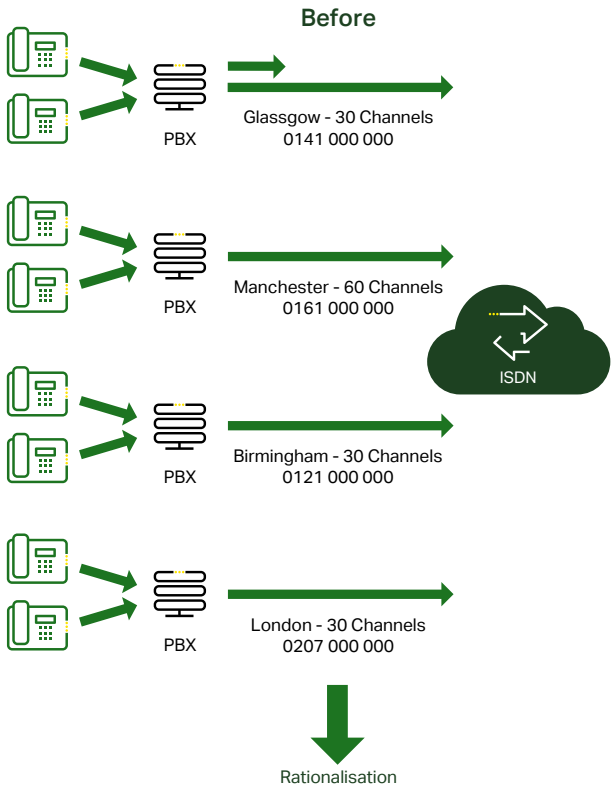 Before
PBX
Glassgow - 30 Channels
0141 000 000
PBX
Manchester - 60 Channels
0161 000 000
ISDN
PBX
Birmingham - 30 Channels
0121 000 000
PBX
London - 30 Channels
0207 000 000
Rationalisation